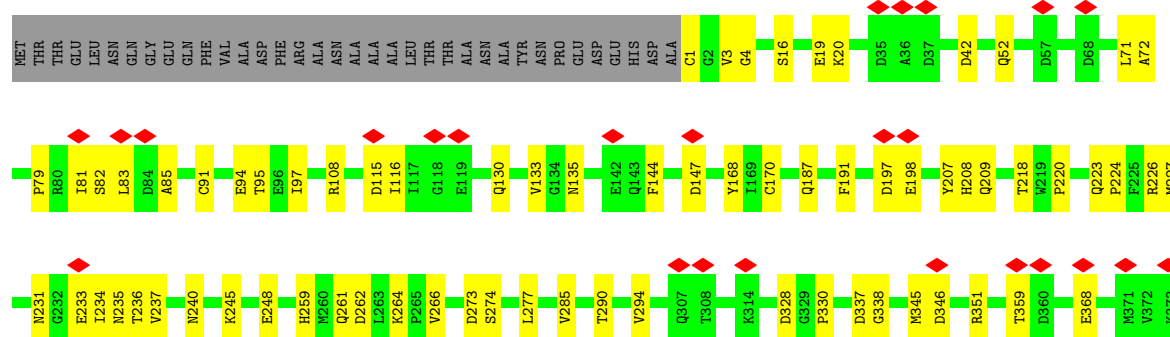 MET THR THR GLU LEU ASN GLN GLY GLU GLN PHE VAL ALA ASP PHE ARG ALA ASN ALA ALA ALA ALA LEU THR THR ALA ASN ALA TYR ASN PRO GLU ASP GLU HIS ASP ALA C1 G2 V3 G4 S16 E19 K20 D35 A36 D37 D42 Q52 D57 D68 L71 A72
P79 R80 I81 S82 L83 D84 A85 C91 E94 T95 E96 I97 R108 D115 I116 I117 G118 E119 Q130 V133 G134 N135 E142 Q143 F144 D147 Y168 I169 C170 Q187 F191 D197 E198 Y207 H208 Q209 T218 W219 P220 Q223 P224 F225 R226
N231 G232 E233 I234 N235 T236 V237 N240 K245 E248 H259 M260 Q261 D262 L263 K264 P265 V266 D273 S274 L277 V285 T290 V294 Q307 T308 K314 D328 G329 P330 D337 G338 M345 D346 R351 T359 D360 E368 M371 V372